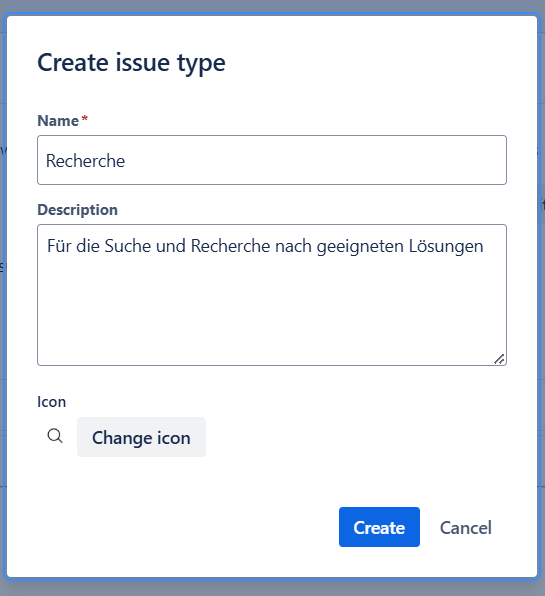 Create issue type
Name*
Recherche
Description
Für die Suche und Recherche nach geeigneten Lösungen
Icon
Change icon
Create
Cancel